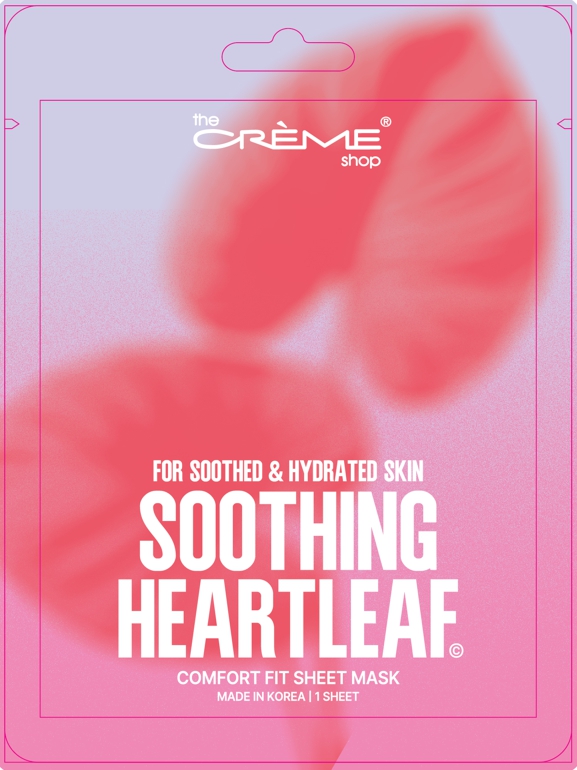 the
CRÈME®
shop
FOR SOOTHED & HYDRATED SKIN
SOOTHING
HEARTLEAF©
COMFORT FIT SHEET MASK
MADE IN KOREA | 1 SHEET